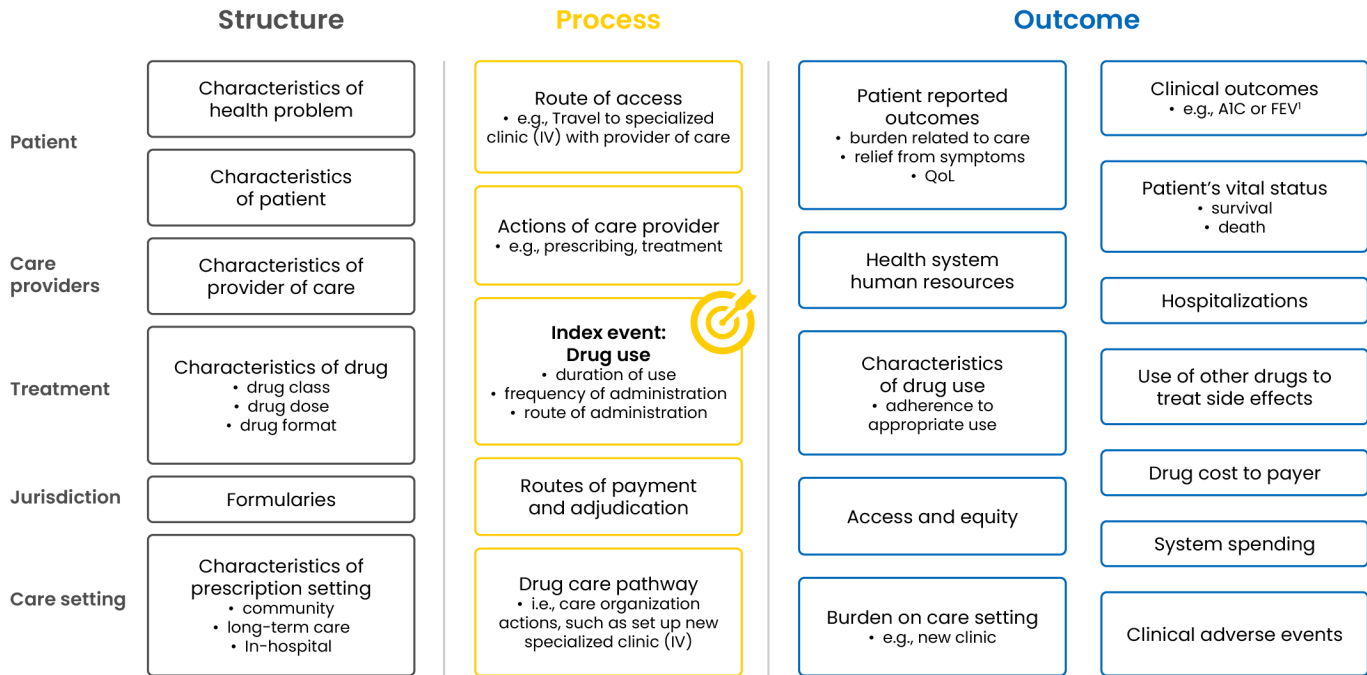 Structure
Process
Outcome
Patient
Care
providers
Treatment
Jurisdiction
Care setting
Characteristics of
health problem
Characteristics
of patient
Characteristics of
provider of care
Characteristics of drug
• drug class
• drug dose
• drug format
Formularies
Characteristics of
prescription setting
• community
• long-term care
• In-hospital
Route of access
• e.g., Travel to specialized
clinic (IV) with provider of care
Actions of care provider
• e.g., prescribing, treatment
Index event:
Drug use
• duration of use
• frequency of administration
• route of administration
Routes of payment
and adjudication
Drug care pathway
• i.e., care organization
actions, such as set up new
specialized clinic (IV)
Patient reported
outcomes
• burden related to care
• relief from symptoms
• QoL
Health system
human resources
Characteristics
of drug use
• adherence to
appropriate use
Access and equity
Burden on care setting
• e.g., new clinic
Clinical outcomes
• e.g., A1C or FEV¹
Patient's vital status
• survival
• death
Hospitalizations
Use of other drugs to
treat side effects
Drug cost to payer
System spending
Clinical adverse events